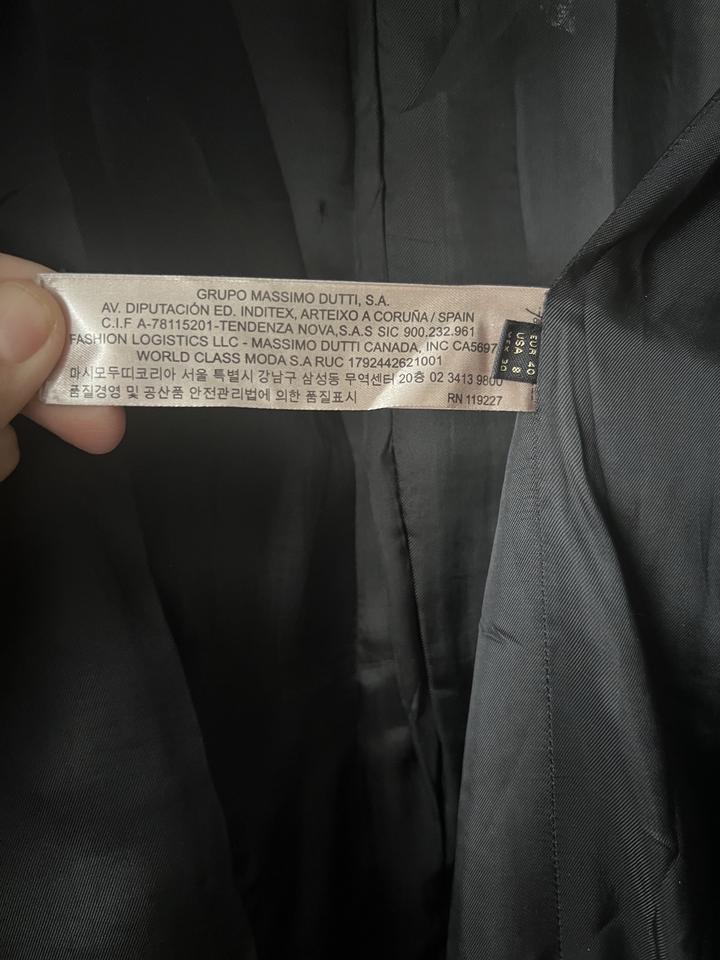 GRUPO MASSIMO DUTTI, S.A.
AV. DIPUTACIÓN ED. INDITEX, ARTEIXO A CORUÑA / SPAIN
C.I.F A-78115201-TENDENZA NOVA,S.A.S SIC 900.232.961
FASHION LOGISTICS LLC - MASSIMO DUTTI CANADA, INC CA5697
WORLD CLASS MODA S.A RUC 1792442621001
마시모두띠코리아 서울 특별시 강남구 삼성동 무역센터 20층 02 3413 9800
품질경영 및 공산품 안전관리법에 의한 품질표시
RN 119227
EUR 40
USA 8
MEX 30